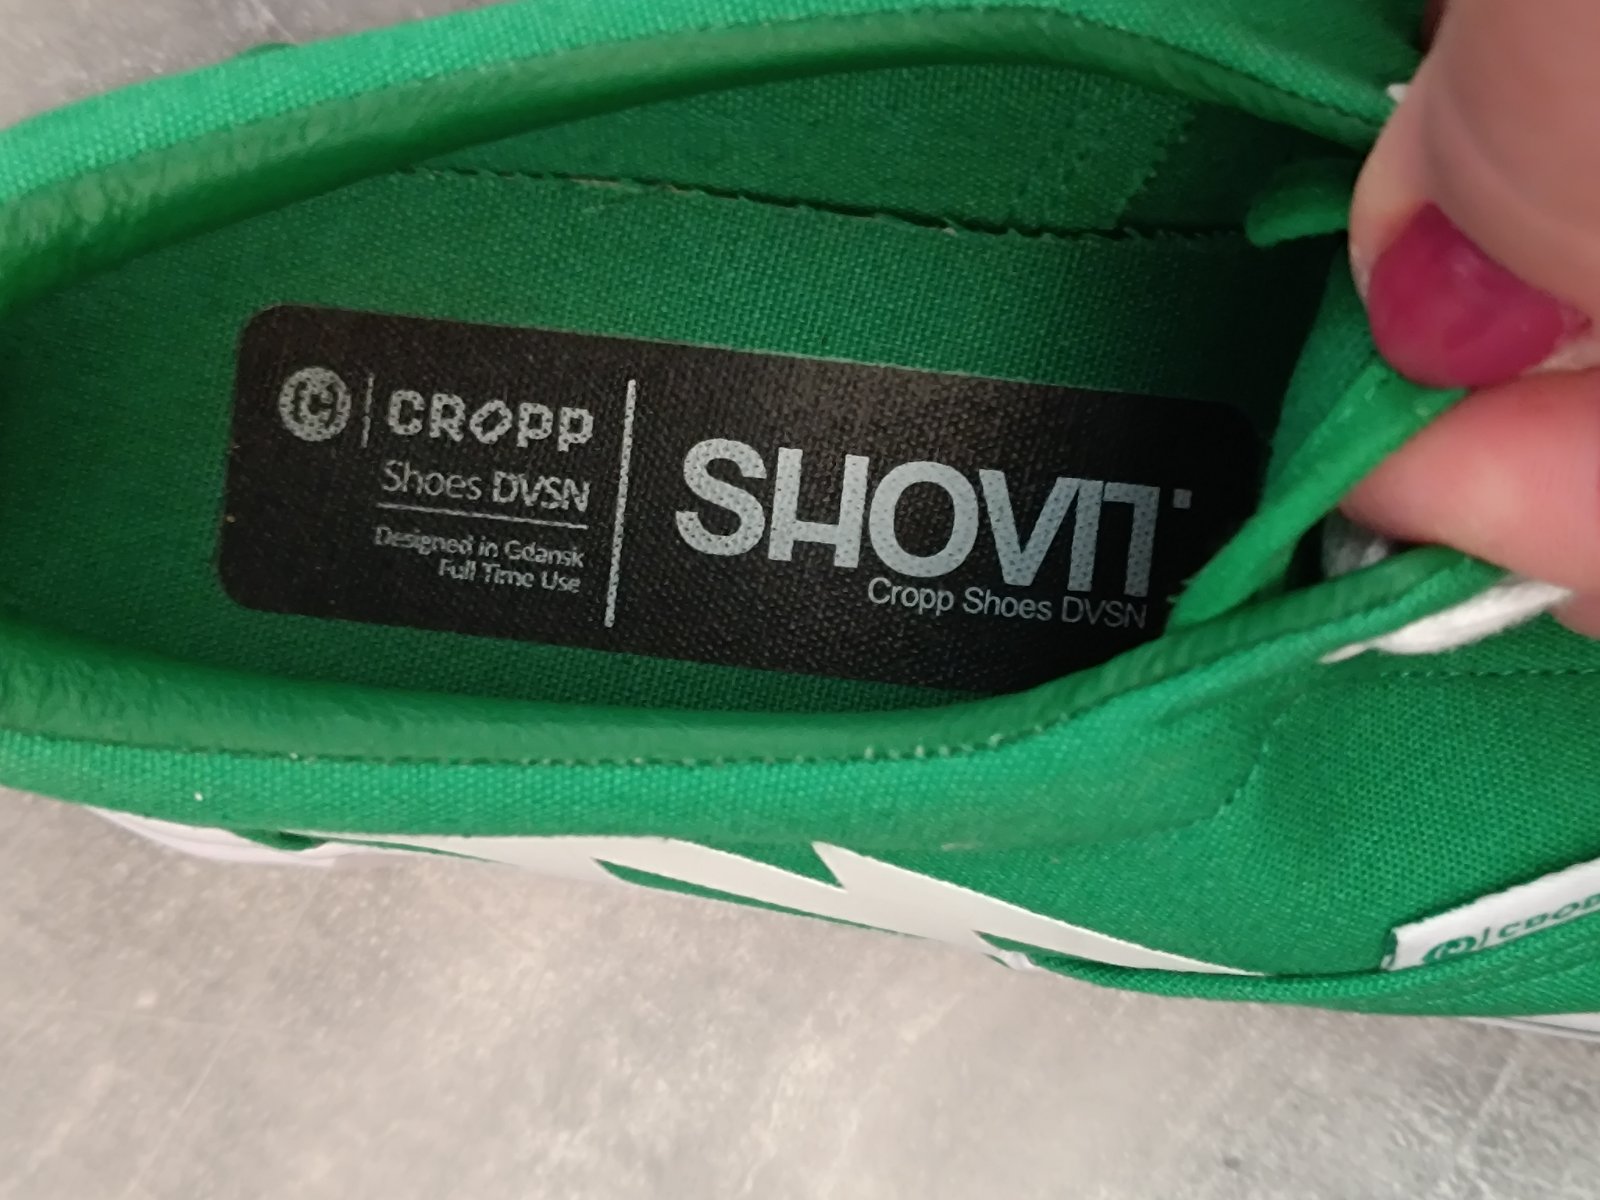 © | CROPP
Shoes DVSN
Designed in Gdansk
Full Time Use
SHOVIT
Cropp Shoes DVSN